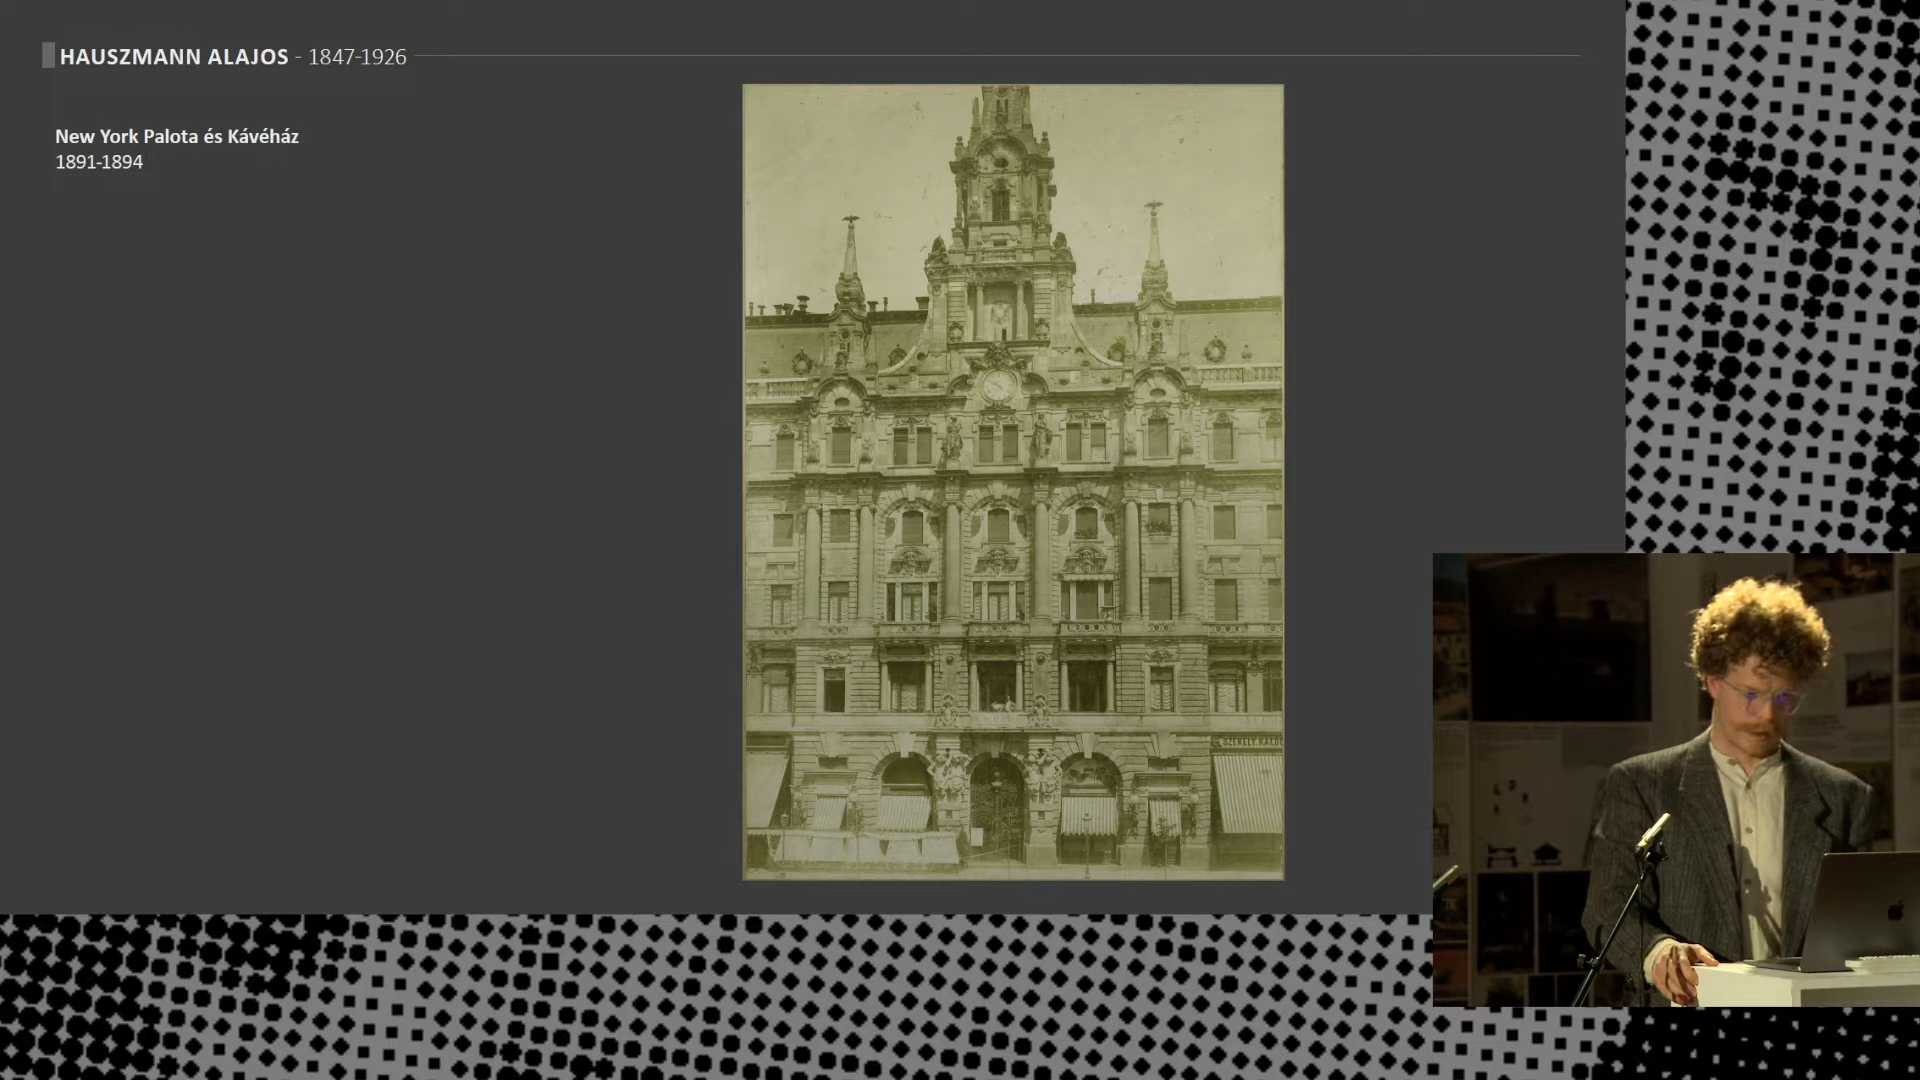 HAUSZMANN ALAJOS - 1847-1926
New York Palota és Kávéház
1891-1894